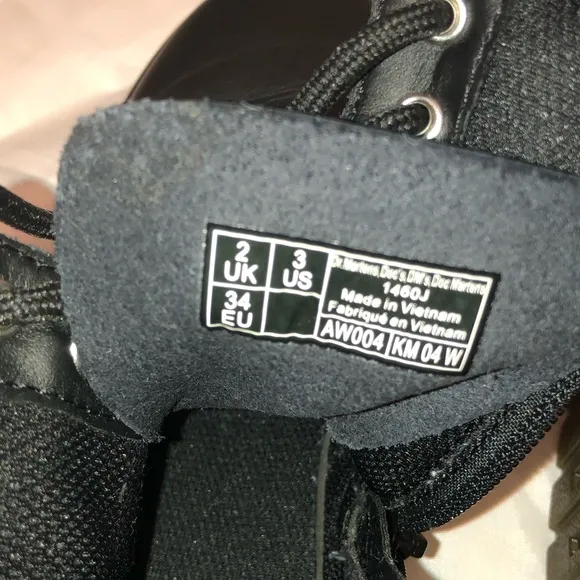 2 UK
3 US
34 EU
Dr. Martens, Doc's, DM's, Doc Martens
1460J
Made in Vietnam
Fabriqué en Vietnam
AW004
KM 04 W